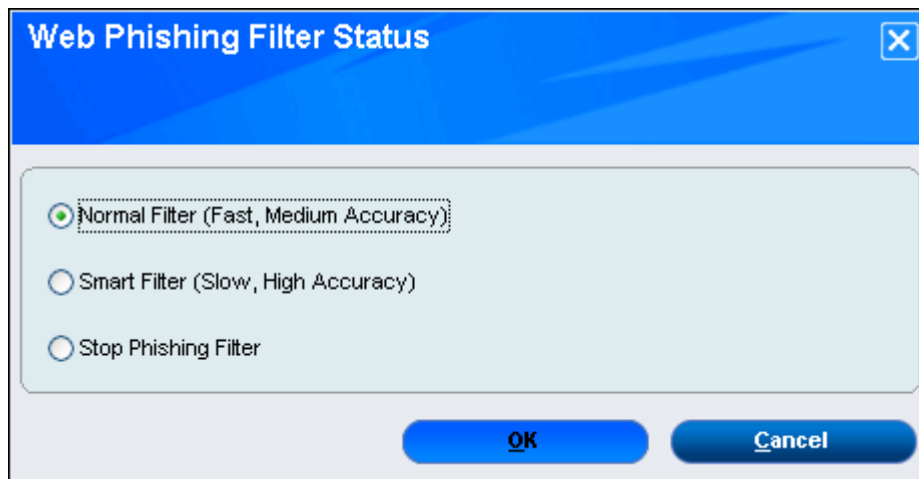 Web Phishing Filter Status
Normal Filter (Fast, Medium Accuracy)
Smart Filter (Slow, High Accuracy)
Stop Phishing Filter
OK Cancel